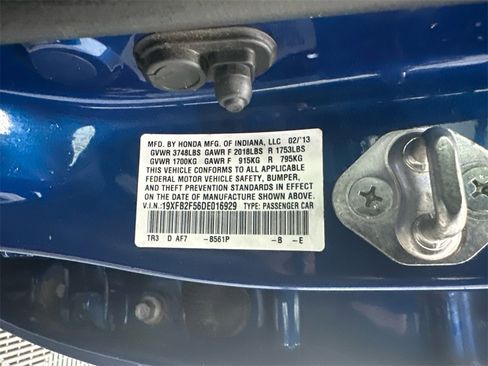 MFD. BY HONDA MFG. OF INDIANA, LLC 02/'13
GVWR 3748LBS GAWR F 2018LBS R 1753LBS
GVWR 1700KG GAWR F 915KG R 795KG
THIS VEHICLE CONFORMS TO ALL APPLICABLE
FEDERAL MOTOR VEHICLE SAFETY, BUMPER,
AND THEFT PREVENTION STANDARDS IN EFFECT
ON THE DATE OF MANUFACTURE SHOWN ABOVE.
V.I.N.:19XFB2F56DE016929 TYPE: PASSENGER CAR
TR3 D AF7 -B561P -B -E